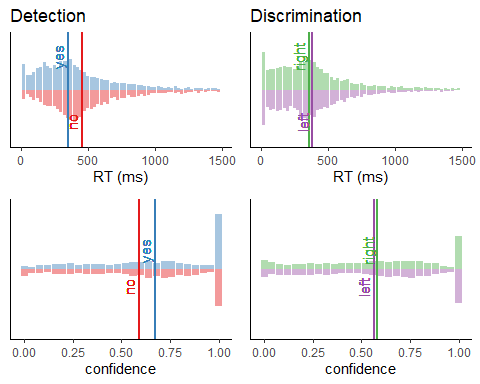 Detection
Discrimination
yes
no
right
left
0
500
1000
1500
0
500
1000
1500
RT (ms)
RT (ms)
yes
no
right
left
0.00
0.25
0.50
0.75
1.00
0.00
0.25
0.50
0.75
1.00
confidence
confidence